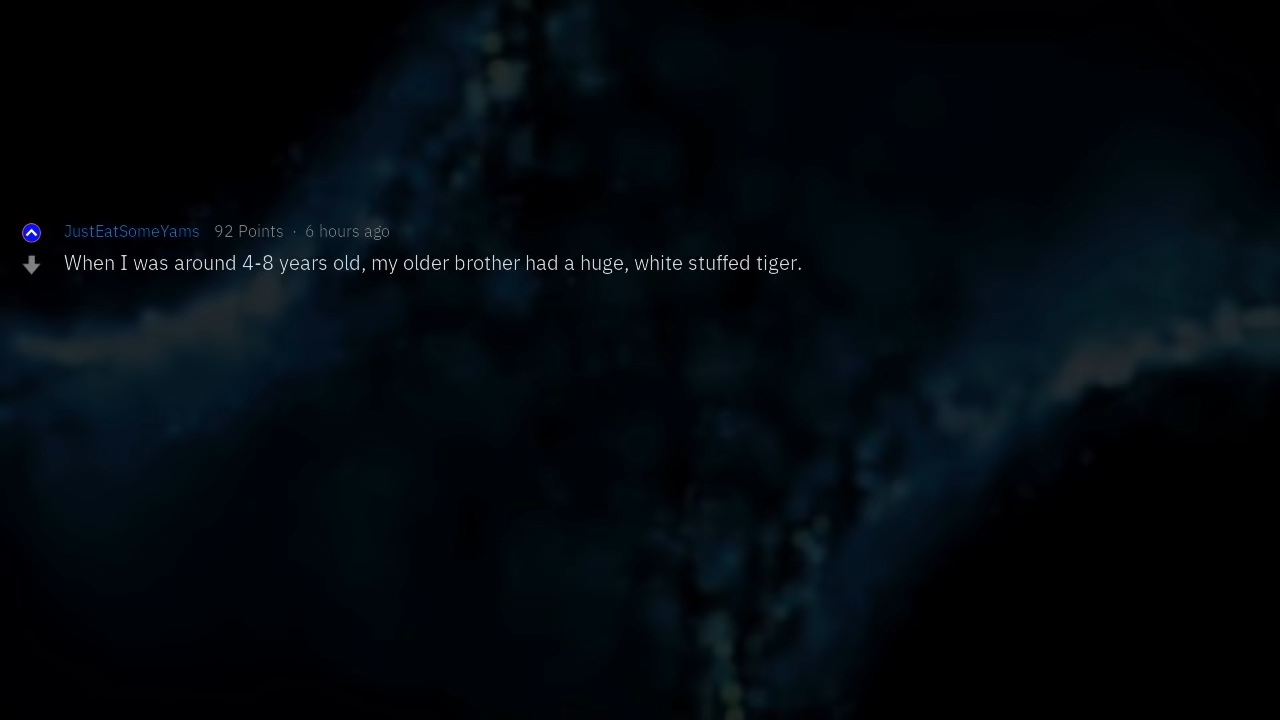 JustEatSomeYams 92 Points · 6 hours ago
When I was around 4-8 years old, my older brother had a huge, white stuffed tiger.